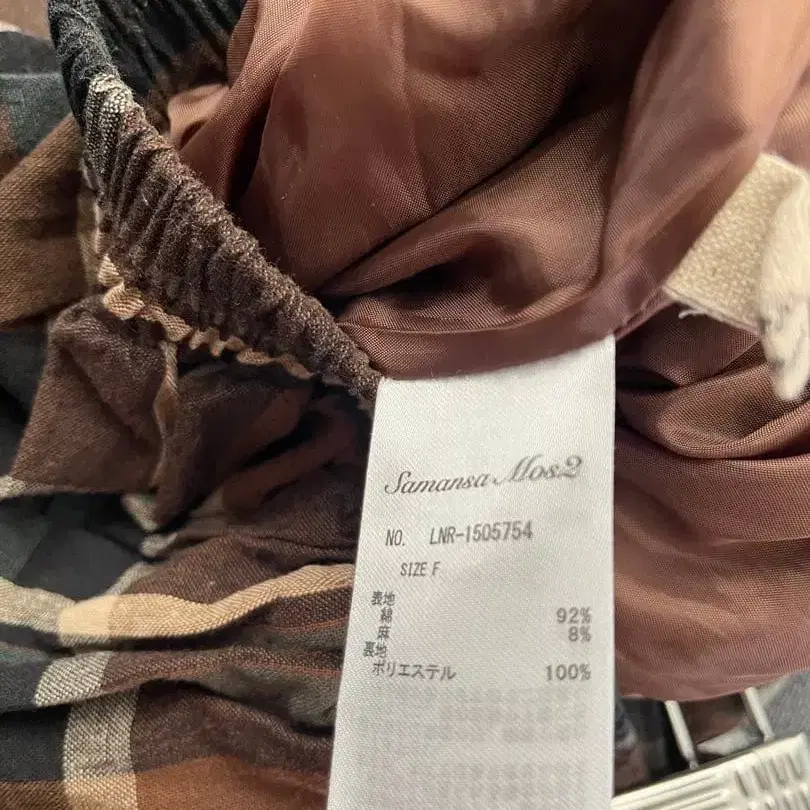 Samansa Mos2
NO. LNR-1505754
SIZE F
表地
綿 92%
麻 8%
裏地
ポリエステル 100%